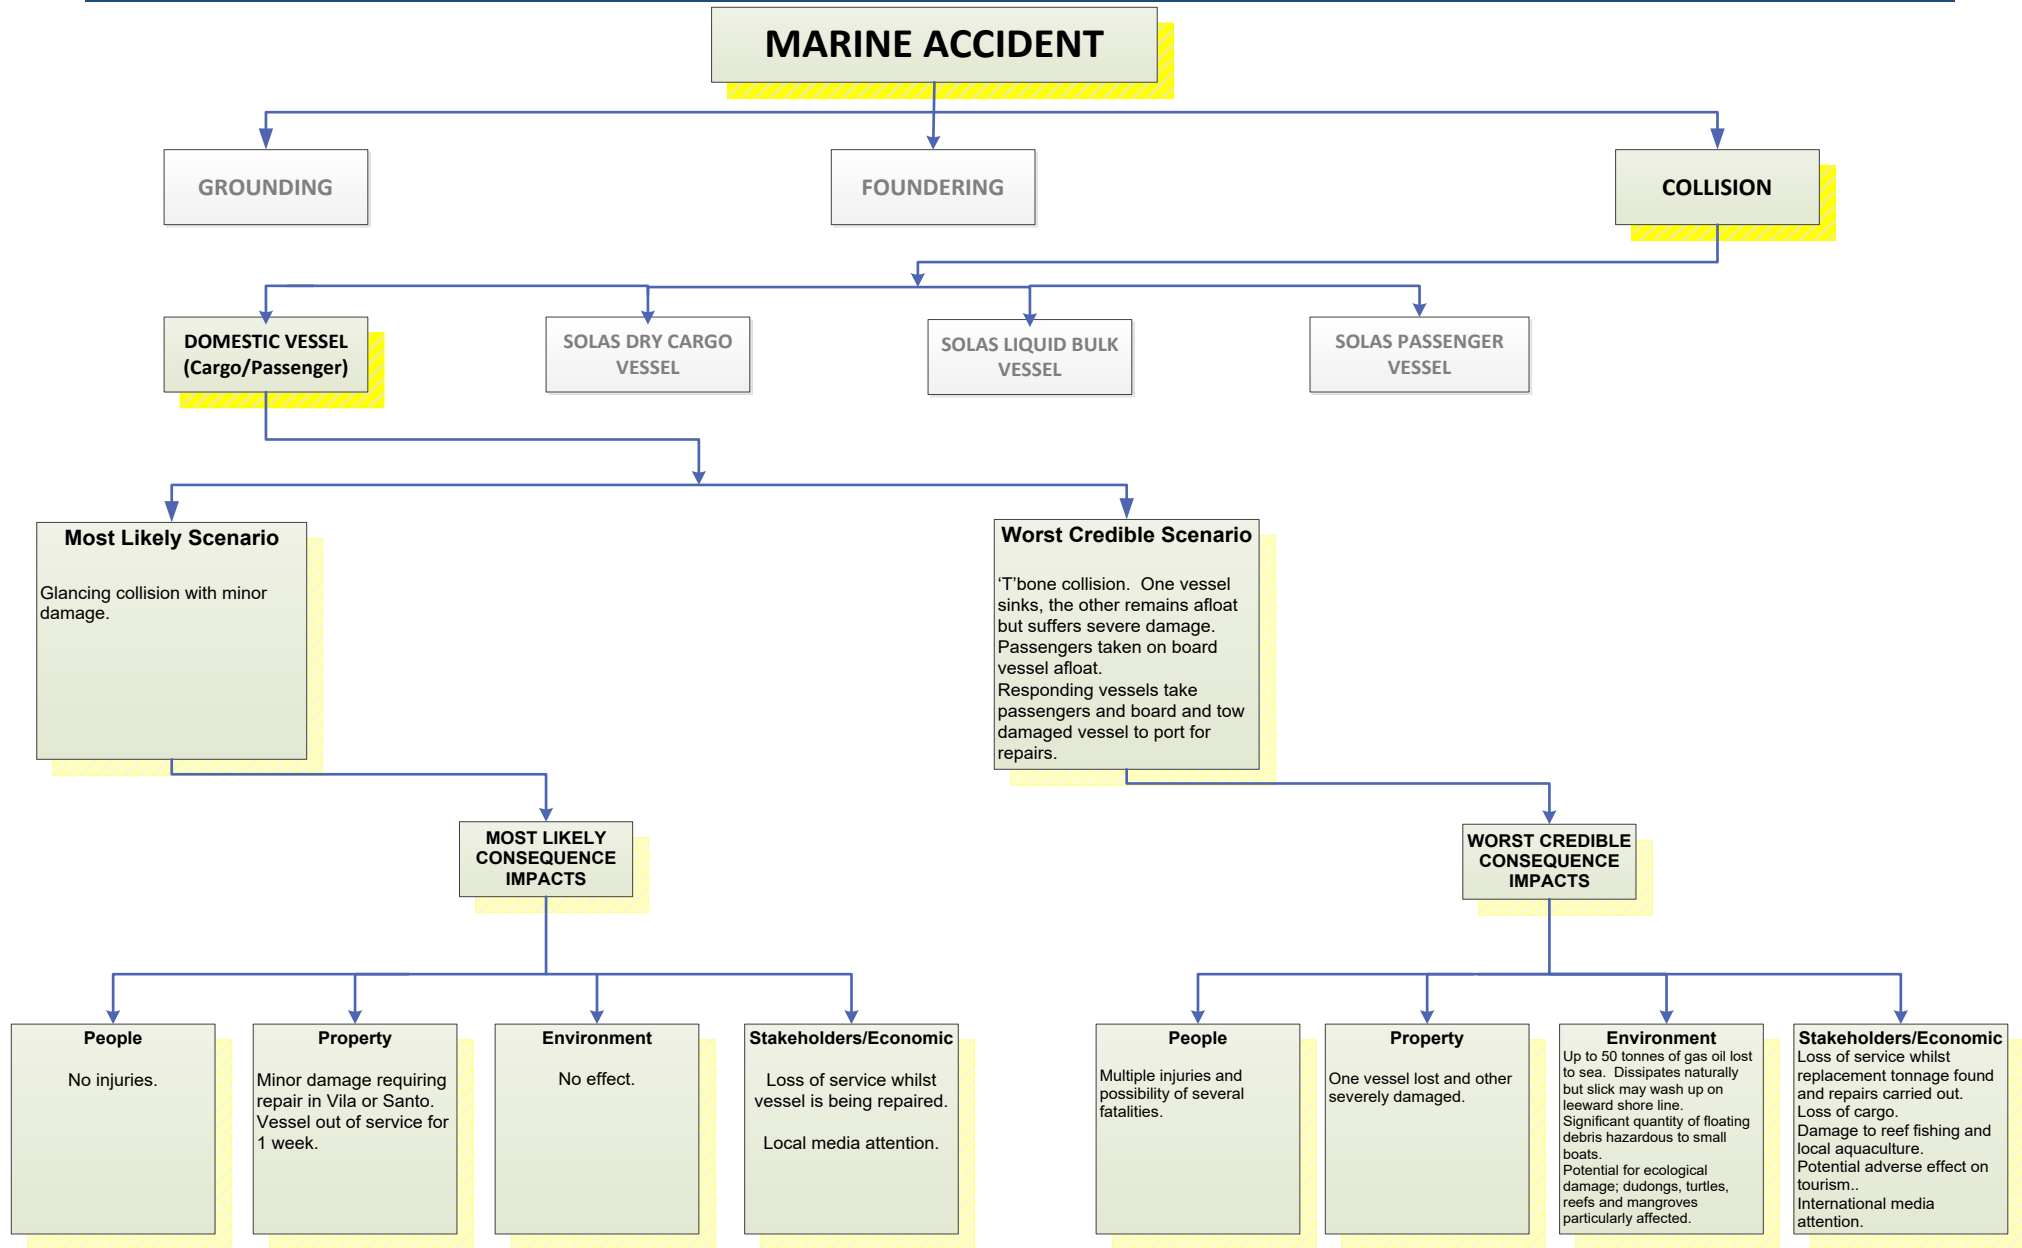 MARINE ACCIDENT
GROUNDING
FOUNDERING
COLLISION
DOMESTIC VESSEL
(Cargo/Passenger)
SOLAS DRY CARGO
VESSEL
SOLAS LIQUID BULK
VESSEL
SOLAS PASSENGER
VESSEL
Most Likely Scenario
Glancing collision with minor
damage.
Worst Credible Scenario
‘T’bone collision.  One vessel
sinks, the other remains afloat
but suffers severe damage.
Passengers taken on board
vessel afloat.
Responding vessels take
passengers and board and tow
damaged vessel to port for
repairs.
MOST LIKELY
CONSEQUENCE
IMPACTS
WORST CREDIBLE
CONSEQUENCE
IMPACTS
People
No injuries.
Property
Minor damage requiring
repair in Vila or Santo.
Vessel out of service for
1 week.
Environment
No effect.
Stakeholders/Economic
Loss of service whilst
vessel is being repaired.
Local media attention.
People
Multiple injuries and
possibility of several
fatalities.
Property
One vessel lost and other
severely damaged.
Environment
Up to 50 tonnes of gas oil lost
to sea.  Dissipates naturally
but slick may wash up on
leeward shore line.
Significant quantity of floating
debris hazardous to small
boats.
Potential for ecological
damage; dudongs, turtles,
reefs and mangroves
particularly affected.
Stakeholders/Economic
Loss of service whilst
replacement tonnage found
and repairs carried out.
Loss of cargo.
Damage to reef fishing and
local aquaculture.
Potential adverse effect on
tourism..
International media
attention.